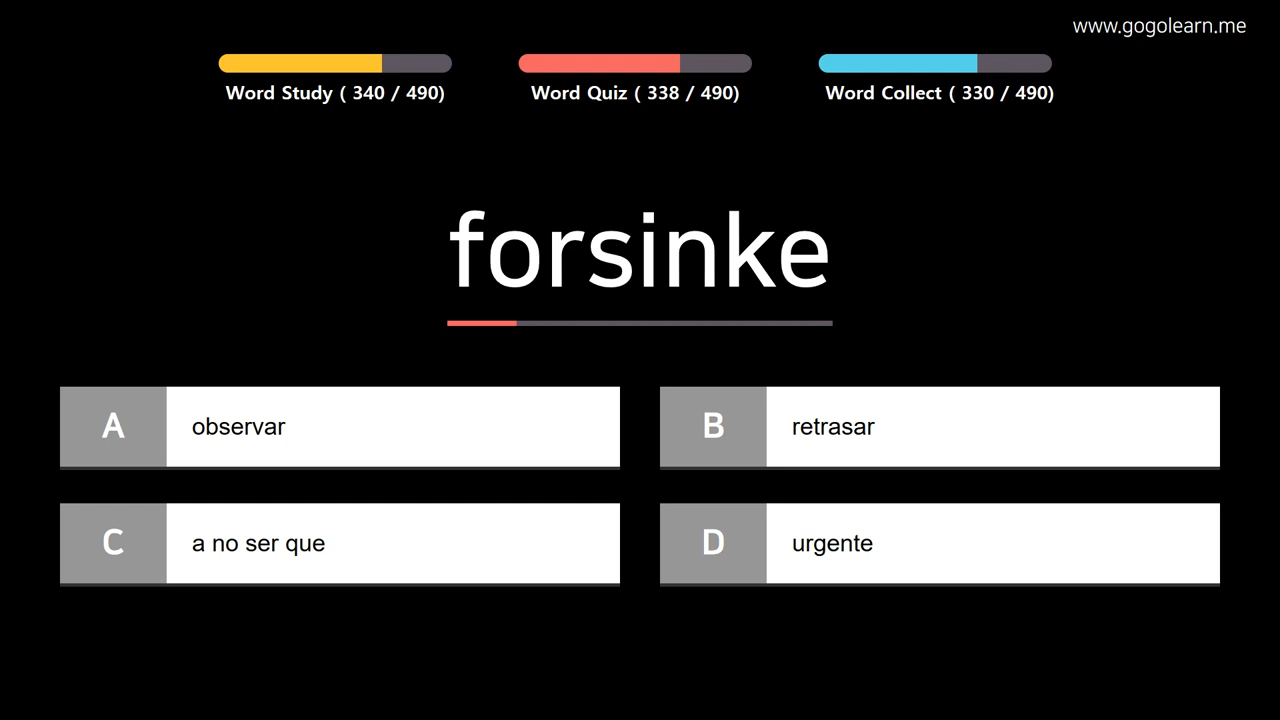 www.gogolearn.me
Word Study ( 340 / 490)
Word Quiz ( 338 / 490)
Word Collect ( 330 / 490)
forsinke
A observar
B retrasar
C a no ser que
D urgente